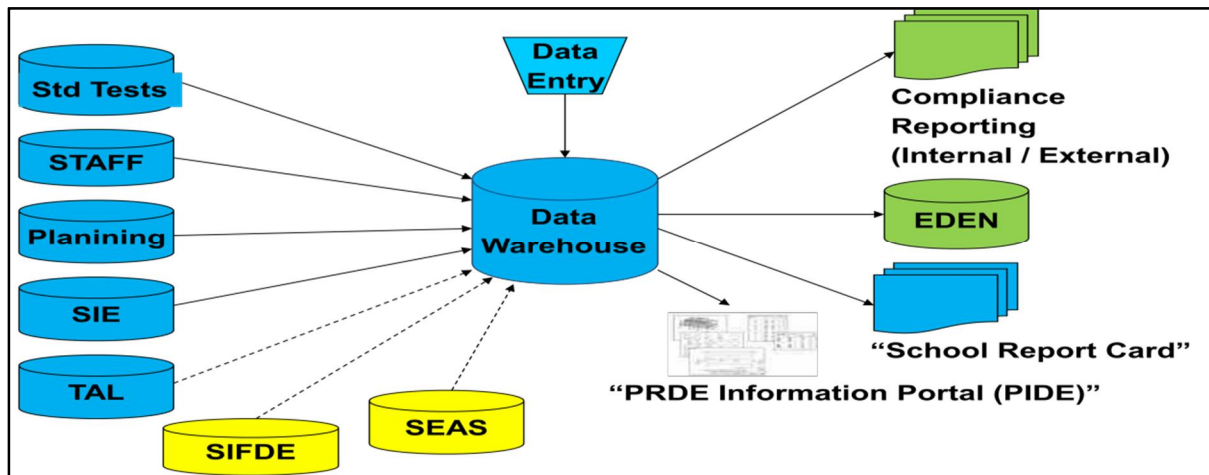 Std Tests
STAFF
Planining
SIE
TAL
SIFDE
SEAS
Data
Entry
Data
Warehouse
Compliance
Reporting
(Internal / External)
EDEN
“School Report Card”
“PRDE Information Portal (PIDE)”